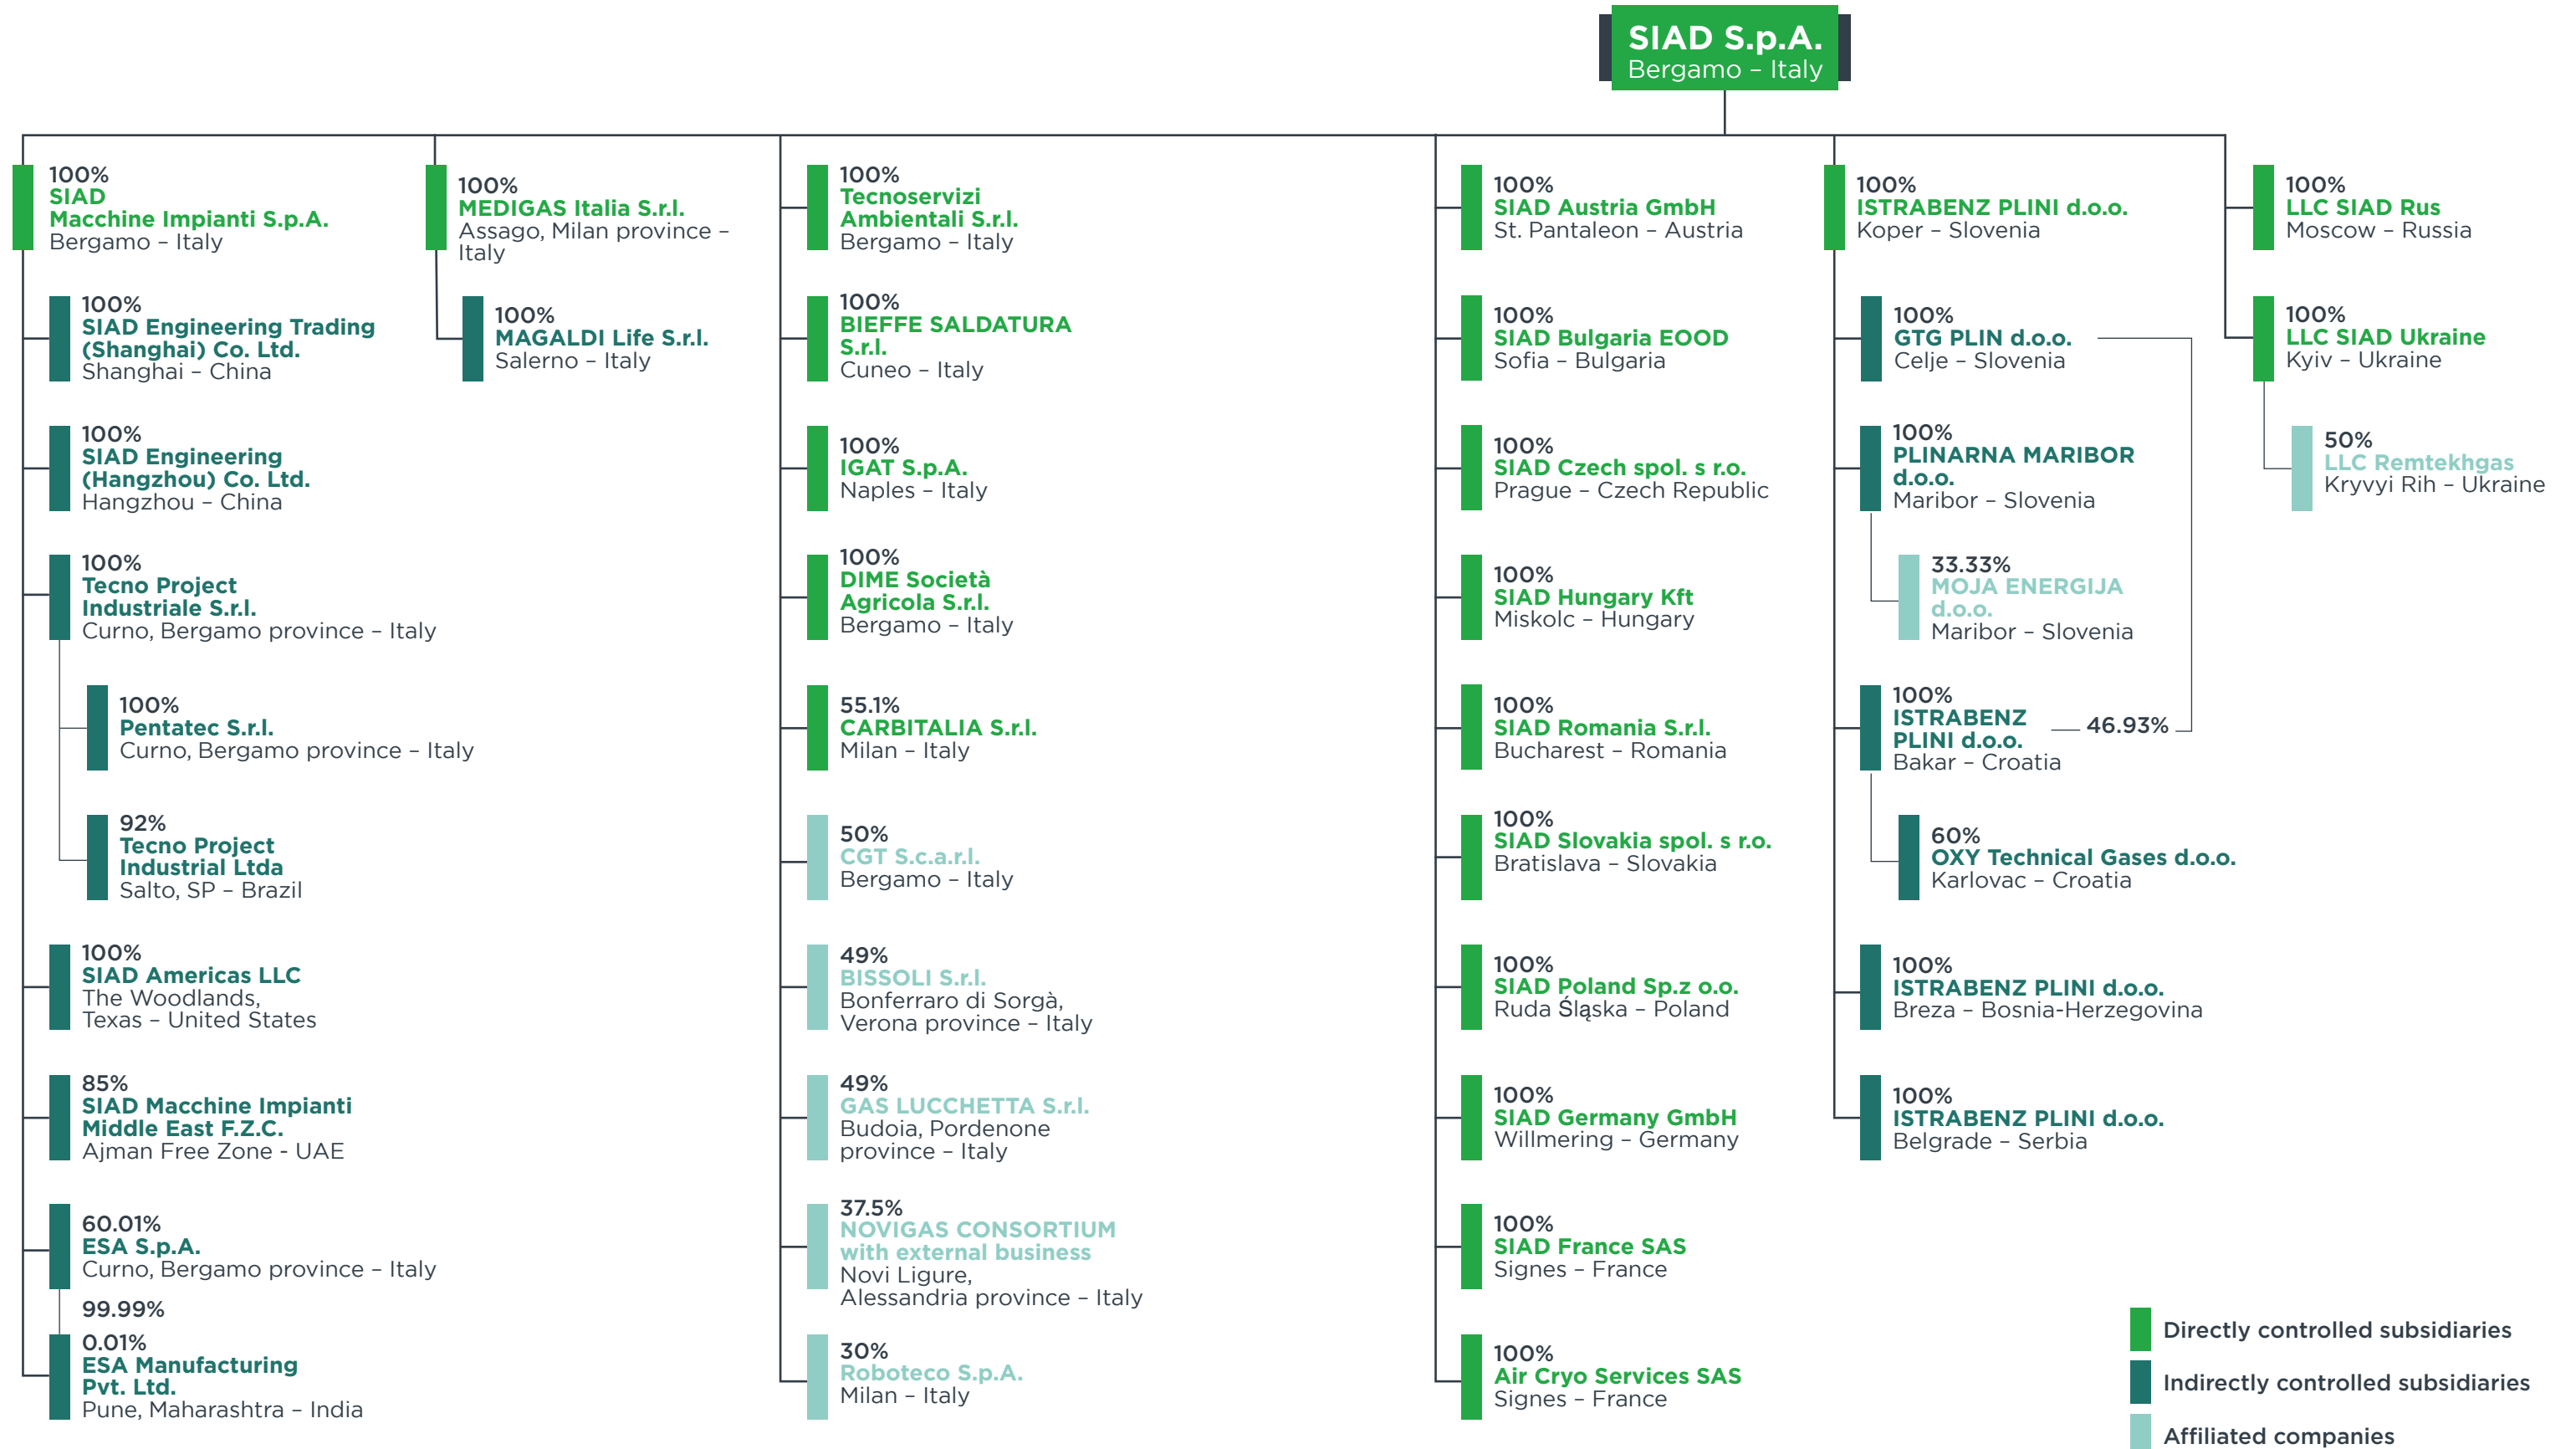 SIAD S.p.A.
Bergamo – Italy
100%
SIAD
Macchine Impianti S.p.A.
Bergamo – Italy
100%
SIAD Engineering Trading
(Shanghai) Co. Ltd.
Shanghai – China
100%
SIAD Engineering
(Hangzhou) Co. Ltd.
Hangzhou – China
100%
Tecno Project
Industriale S.r.l.
Curno, Bergamo province – Italy
100%
Pentatec S.r.l.
Curno, Bergamo province – Italy
92%
Tecno Project
Industrial Ltda
Salto, SP – Brazil
100%
SIAD Americas LLC
The Woodlands,
Texas – United States
85%
SIAD Macchine Impianti
Middle East F.Z.C.
Ajman Free Zone - UAE
60.01%
ESA S.p.A.
Curno, Bergamo province – Italy
99.99%
0.01%
ESA Manufacturing
Pvt. Ltd.
Pune, Maharashtra – India
100%
MEDIGAS Italia S.r.l.
Assago, Milan province –
Italy
100%
MAGALDI Life S.r.l.
Salerno – Italy
100%
Tecnoservizi
Ambientali S.r.l.
Bergamo – Italy
100%
BIEFFE SALDATURA
S.r.l.
Cuneo – Italy
100%
IGAT S.p.A.
Naples – Italy
100%
DIME Società
Agricola S.r.l.
Bergamo – Italy
55.1%
CARBITALIA S.r.l.
Milan – Italy
50%
CGT S.c.a.r.l.
Bergamo – Italy
49%
BISSOLI S.r.l.
Bonferraro di Sorgà,
Verona province – Italy
49%
GAS LUCCHETTA S.r.l.
Budoia, Pordenone
province – Italy
37.5%
NOVIGAS CONSORTIUM
with external business
Novi Ligure,
Alessandria province – Italy
30%
Roboteco S.p.A.
Milan – Italy
100%
SIAD Austria GmbH
St. Pantaleon – Austria
100%
SIAD Bulgaria EOOD
Sofia – Bulgaria
100%
SIAD Czech spol. s r.o.
Prague – Czech Republic
100%
SIAD Hungary Kft
Miskolc – Hungary
100%
SIAD Romania S.r.l.
Bucharest – Romania
100%
SIAD Slovakia spol. s r.o.
Bratislava – Slovakia
100%
SIAD Poland Sp.z o.o.
Ruda Śląska – Poland
100%
SIAD Germany GmbH
Willmering – Germany
100%
SIAD France SAS
Signes – France
100%
Air Cryo Services SAS
Signes – France
100%
ISTRABENZ PLINI d.o.o.
Koper – Slovenia
100%
GTG PLIN d.o.o.
Celje – Slovenia
100%
PLINARNA MARIBOR
d.o.o.
Maribor – Slovenia
33.33%
MOJA ENERGIJA
d.o.o.
Maribor – Slovenia
100%
ISTRABENZ
PLINI d.o.o.
Bakar – Croatia
46.93%
60%
OXY Technical Gases d.o.o.
Karlovac – Croatia
100%
ISTRABENZ PLINI d.o.o.
Breza – Bosnia-Herzegovina
100%
ISTRABENZ PLINI d.o.o.
Belgrade – Serbia
100%
LLC SIAD Rus
Moscow – Russia
100%
LLC SIAD Ukraine
Kyiv – Ukraine
50%
LLC Remtekhgas
Kryvyi Rih – Ukraine
Directly controlled subsidiaries
Indirectly controlled subsidiaries
Affiliated companies